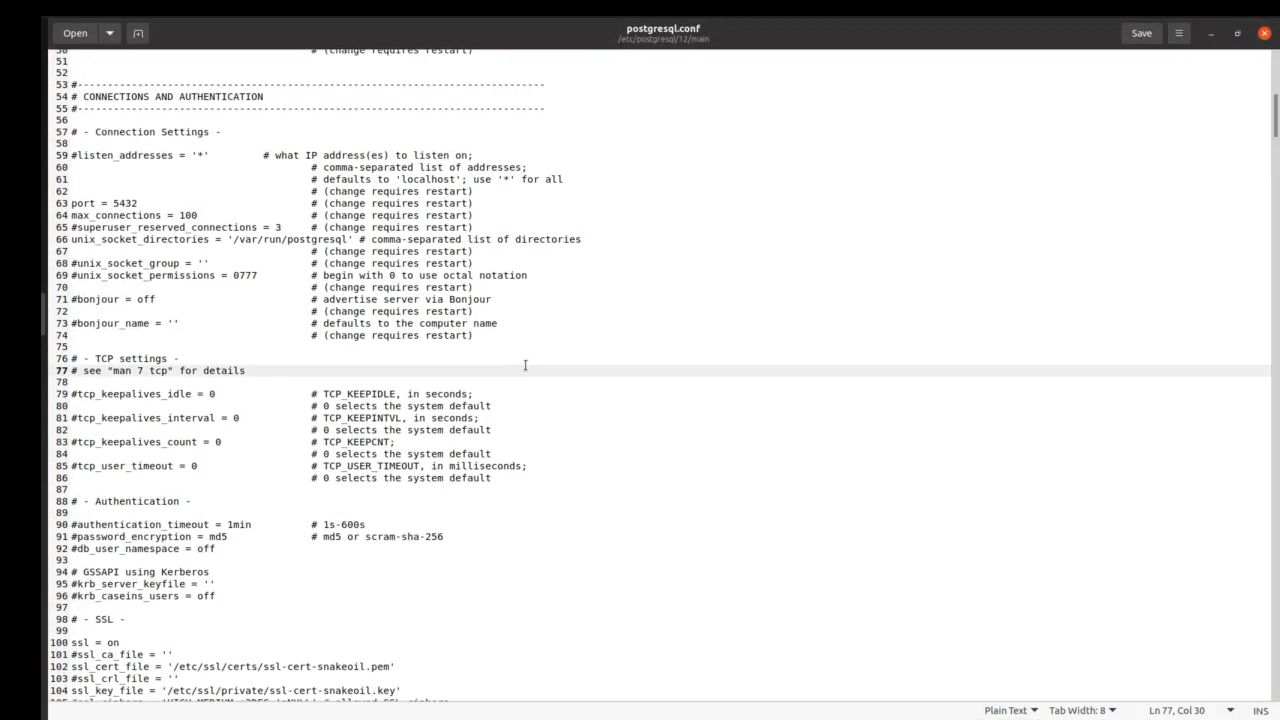 Open
postgresql.conf
/etc/postgresql/12/main
Save
50 # (change requires restart)
51
52
53 #------------------------------------------------------------------------------
54 # CONNECTIONS AND AUTHENTICATION
55 #------------------------------------------------------------------------------
56
57 # - Connection Settings -
58
59 #listen_addresses = '*' # what IP address(es) to listen on;
60 # comma-separated list of addresses;
61 # defaults to 'localhost'; use '*' for all
62 # (change requires restart)
63 port = 5432 # (change requires restart)
64 max_connections = 100 # (change requires restart)
65 #superuser_reserved_connections = 3 # (change requires restart)
66 unix_socket_directories = '/var/run/postgresql' # comma-separated list of directories
67 # (change requires restart)
68 #unix_socket_group = '' # (change requires restart)
69 #unix_socket_permissions = 0777 # begin with 0 to use octal notation
70 # (change requires restart)
71 #bonjour = off # advertise server via Bonjour
72 # (change requires restart)
73 #bonjour_name = '' # defaults to the computer name
74 # (change requires restart)
75
76 # - TCP settings -
77 # see "man 7 tcp" for details
78
79 #tcp_keepalives_idle = 0 # TCP_KEEPIDLE, in seconds;
80 # 0 selects the system default
81 #tcp_keepalives_interval = 0 # TCP_KEEPINTVL, in seconds;
82 # 0 selects the system default
83 #tcp_keepalives_count = 0 # TCP_KEEPCNT;
84 # 0 selects the system default
85 #tcp_user_timeout = 0 # TCP_USER_TIMEOUT, in milliseconds;
86 # 0 selects the system default
87
88 # - Authentication -
89
90 #authentication_timeout = 1min # 1s-600s
91 #password_encryption = md5 # md5 or scram-sha-256
92 #db_user_namespace = off
93
94 # GSSAPI using Kerberos
95 #krb_server_keyfile = ''
96 #krb_caseins_users = off
97
98 # - SSL -
99
100 ssl = on
101 #ssl_ca_file = ''
102 ssl_cert_file = '/etc/ssl/certs/ssl-cert-snakeoil.pem'
103 #ssl_crl_file = ''
104 ssl_key_file = '/etc/ssl/private/ssl-cert-snakeoil.key'
Plain Text Tab Width: 8 Ln 77, Col 30 INS